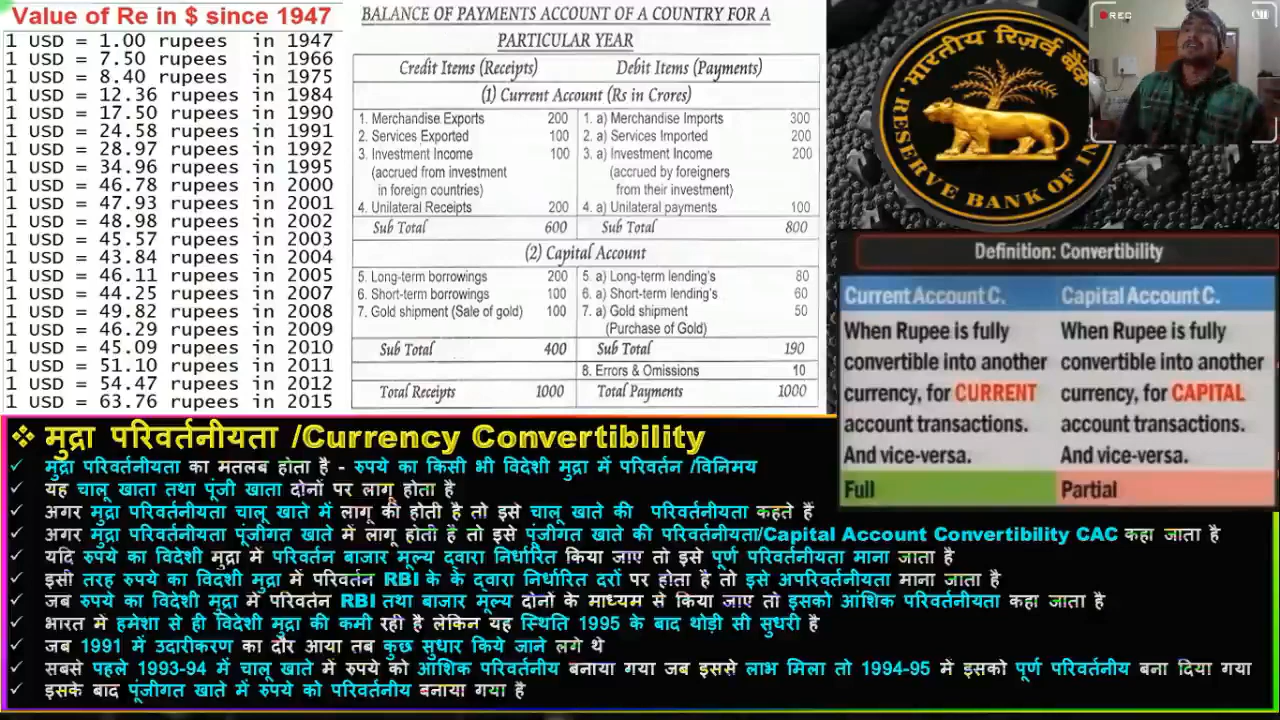 Value of Re in $ since 1947
1 USD = 1.00 rupees in 1947
1 USD = 7.50 rupees in 1966
1 USD = 8.40 rupees in 1975
1 USD = 12.36 rupees in 1984
1 USD = 17.50 rupees in 1990
1 USD = 24.58 rupees in 1991
1 USD = 28.97 rupees in 1992
1 USD = 34.96 rupees in 1995
1 USD = 46.78 rupees in 2000
1 USD = 47.93 rupees in 2001
1 USD = 48.98 rupees in 2002
1 USD = 45.57 rupees in 2003
1 USD = 43.84 rupees in 2004
1 USD = 46.11 rupees in 2005
1 USD = 44.25 rupees in 2007
1 USD = 49.82 rupees in 2008
1 USD = 46.29 rupees in 2009
1 USD = 45.09 rupees in 2010
1 USD = 51.10 rupees in 2011
1 USD = 54.47 rupees in 2012
1 USD = 63.76 rupees in 2015
BALANCE OF PAYMENTS ACCOUNT OF A COUNTRY FOR A
PARTICULAR YEAR
Credit Items (Receipts) Debit Items (Payments)
(1) Current Account (Rs in Crores)
1. Merchandise Exports 200 1. a) Merchandise Imports 300
2. Services Exported 100 2. a) Services Imported 200
3. Investment Income 100 3. a) Investment Income 200
(accrued from investment (accrued by foreigners
in foreign countries) from their investment)
4. Unilateral Receipts 200 4. a) Unilateral payments 100
Sub Total 600 Sub Total 800
(2) Capital Account
5. Long-term borrowings 200 5. a) Long-term lending's 80
6. Short-term borrowings 100 6. a) Short-term lending's 60
7. Gold shipment (Sale of gold) 100 7. a) Gold shipment 50
(Purchase of Gold)
Sub Total 400 Sub Total 190
8. Errors & Omissions 10
Total Receipts 1000 Total Payments 1000
भारतीय रिज़र्व बैंक
RESERVE BANK OF IN
REC
Definition: Convertibility
Current Account C. Capital Account C.
When Rupee is fully When Rupee is fully
convertible into another convertible into another
currency, for CURRENT currency, for CAPITAL
account transactions. account transactions.
And vice-versa. And vice-versa.
Full Partial
❖ मुद्रा परिवर्तनीयता /Currency Convertibility
✓ मुद्रा परिवर्तनीयता का मतलब होता है - रुपये का किसी भी विदेशी मुद्रा में परिवर्तन /विनिमय
✓ यह चालू खाता तथा पूंजी खाता दोनों पर लागू होता है
✓ अगर मुद्रा परिवर्तनीयता चालू खाते में लागू की होती है तो इसे चालू खाते की परिवर्तनीयता कहते हैं
✓ अगर मुद्रा परिवर्तनीयता पूंजीगत खाते में लागू होती है तो इसे पूंजीगत खाते की परिवर्तनीयता/Capital Account Convertibility CAC कहा जाता है
✓ यदि रुपये का विदेशी मुद्रा में परिवर्तन बाजार मूल्य द्वारा निर्धारित किया जाए तो इसे पूर्ण परिवर्तनीयता माना जाता है
✓ इसी तरह रुपये का विदशी मुद्रा में परिवर्तन RBI के के द्वारा निर्धारित दरों पर होता है तो इसे अपरिवर्तनीयता माना जाता है
✓ जब रुपये का विदेशी मुद्रा में परिवर्तन RBI तथा बाजार मूल्य दोनों के माध्यम से किया जाए तो इसको आंशिक परिवर्तनीयता कहा जाता है
✓ भारत में हमेशा से ही विदेशी मुद्रा की कमी रही है लेकिन यह स्थिति 1995 के बाद थोड़ी सी सुधरी है
✓ जब 1991 में उदारीकरण का दौर आया तब कुछ सुधार किये जाने लगे थे
✓ सबसे पहले 1993-94 में चालू खाते में रुपये को आंशिक परिवर्तनीय बनाया गया जब इससे लाभ मिला तो 1994-95 में इसको पूर्ण परिवर्तनीय बना दिया गया
✓ इसके बाद पूंजीगत खाते में रुपये को परिवर्तनीय बनाया गया है